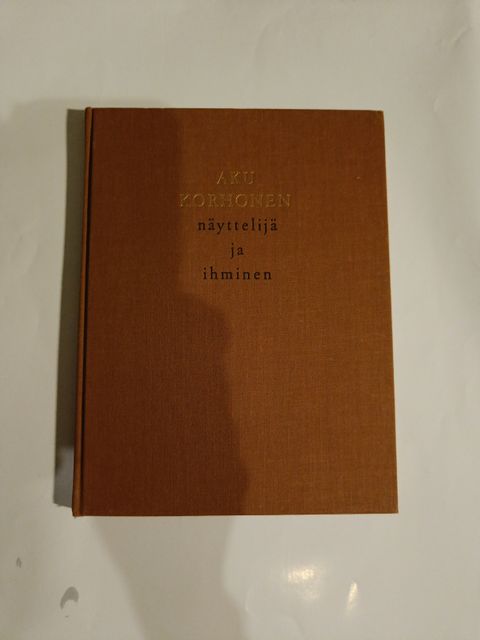 AKU
KORHONEN
näyttelijä
ja
ihminen